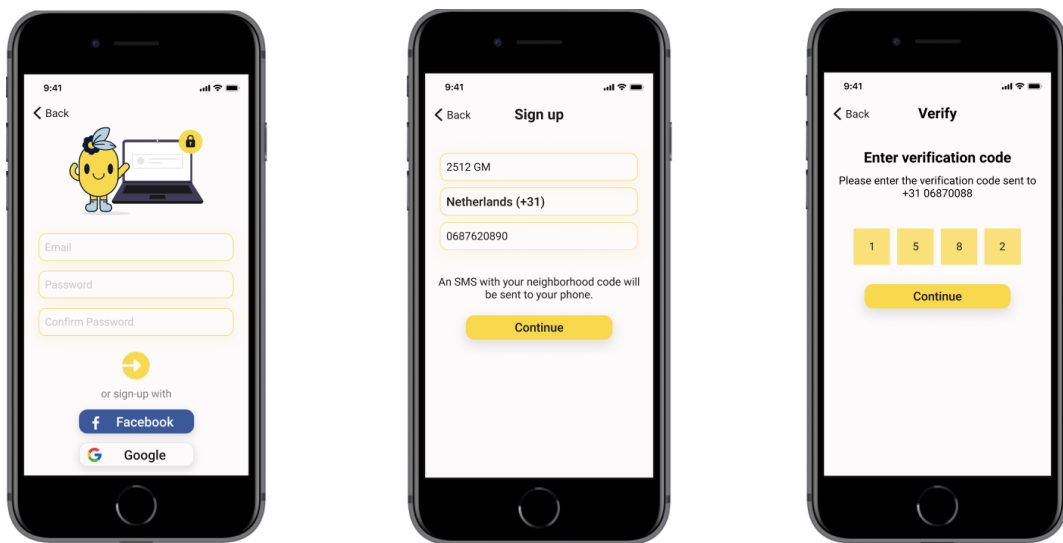 9:41
Back
Email
Password
Confirm Password
or sign-up with
Facebook
Google
9:41
Back
Sign up
2512 GM
Netherlands (+31)
0687620890
An SMS with your neighborhood code will
be sent to your phone.
Continue
9:41
Back
Verify
Enter verification code
Please enter the verification code sent to
+31 06870088
1 5 8 2
Continue